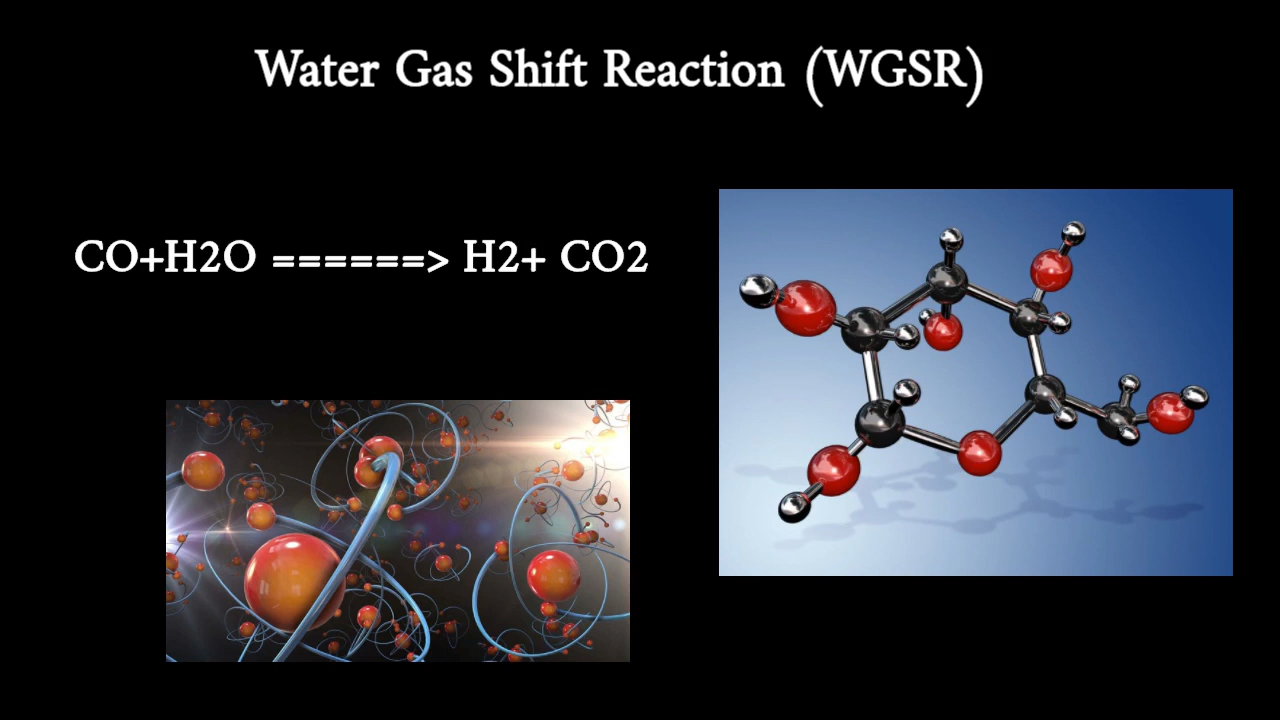 Water Gas Shift Reaction (WGSR)
CO+H2O ======> H2+ CO2